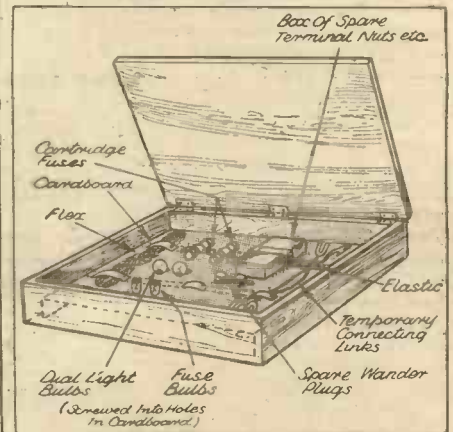 Box Of Spare
Terminal Nuts etc.
Cartridge
Fuses
Cardboard
Flex
Elastic
Temporary
Connecting
Links
Spare Wander
Plugs
Dual Light
Bulbs
Fuse
Bulbs
(Screwed Into Holes
In Cardboard)